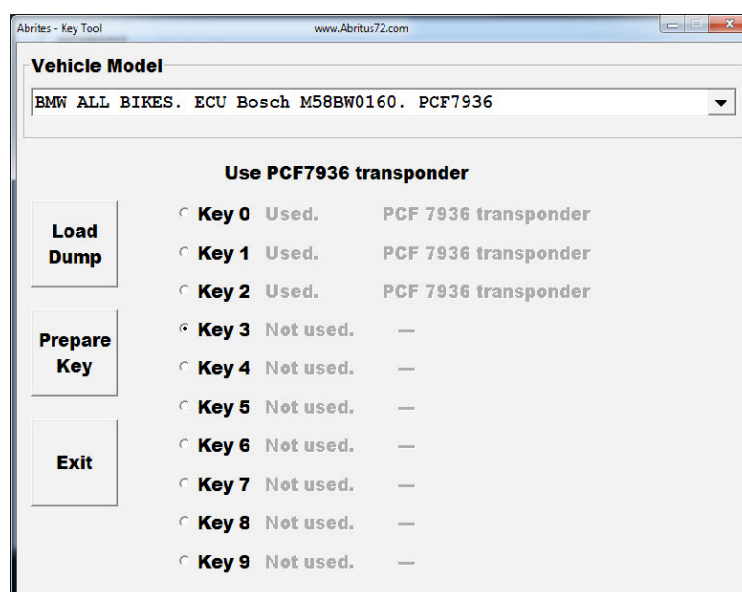 Abrites - Key Tool www.Abritus72.com
Vehicle Model
BMW ALL BIKES. ECU Bosch M58BW0160. PCF7936
Use PCF7936 transponder
Load Dump
Key 0 Used. PCF 7936 transponder
Key 1 Used. PCF 7936 transponder
Key 2 Used. PCF 7936 transponder
Prepare Key
Key 3 Not used. —
Key 4 Not used. —
Key 5 Not used. —
Exit
Key 6 Not used. —
Key 7 Not used. —
Key 8 Not used. —
Key 9 Not used. —